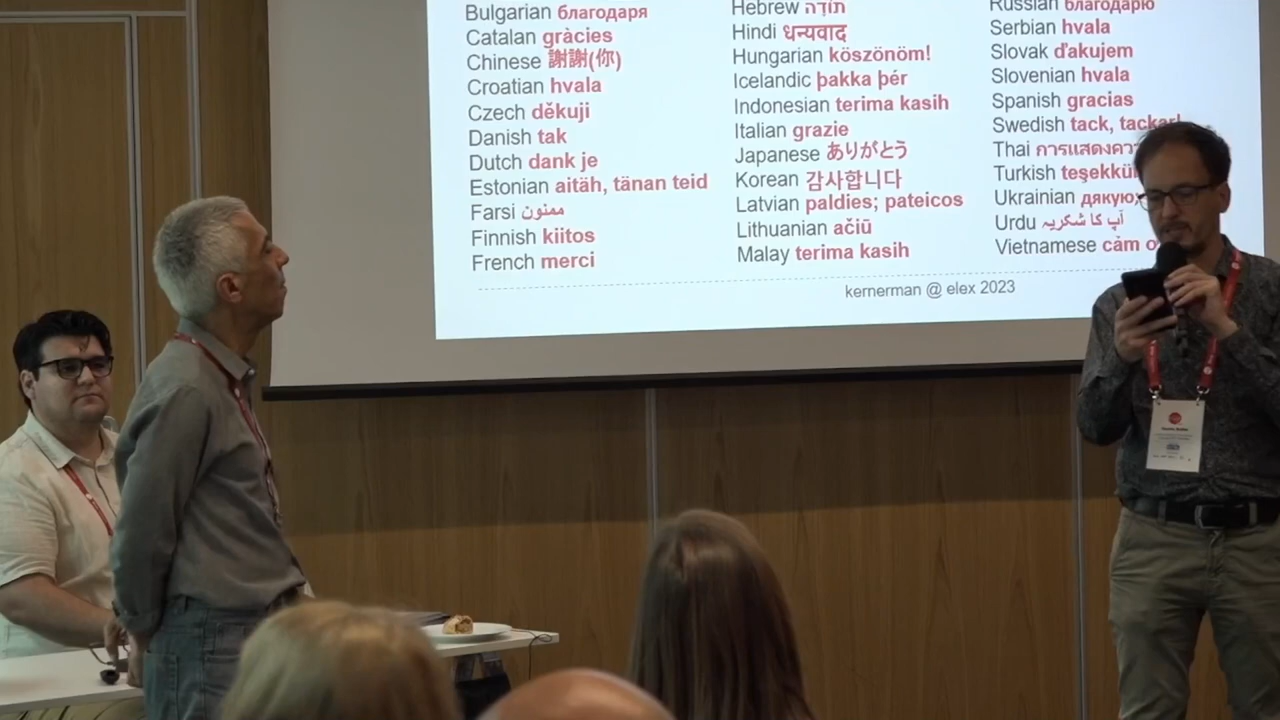 Bulgarian благодаря
Catalan gràcies
Chinese 謝謝(你)
Croatian hvala
Czech děkuji
Danish tak
Dutch dank je
Estonian aitäh, tänan teid
Farsi ممنون
Finnish kiitos
French merci
Hebrew תודה
Hindi धन्यवाद
Hungarian köszönöm!
Icelandic þakka þér
Indonesian terima kasih
Italian grazie
Japanese ありがとう
Korean 감사합니다
Latvian paldies; pateicos
Lithuanian ačiū
Malay terima kasih
Russian благодарю
Serbian hvala
Slovak ďakujem
Slovenian hvala
Spanish gracias
Swedish tack,
Thai
Turkish
Ukrainian дякую
Urdu آپ کا شکریہ
Vietnamese cảm
kernerman @ elex 2023